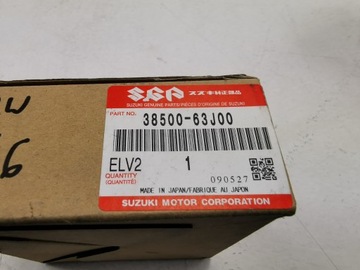 SGP スズキ純正部品
SUZUKI GENUINE PARTS/PIÈCES D'ORIGINE DE SUZUKI
PART NO. 38500-63J00
ELV2 1
QUANTITY
(QUANTITÉ)
090527
MADE IN JAPAN/FABRIQUE AU JAPON
SUZUKI MOTOR CORPORATION